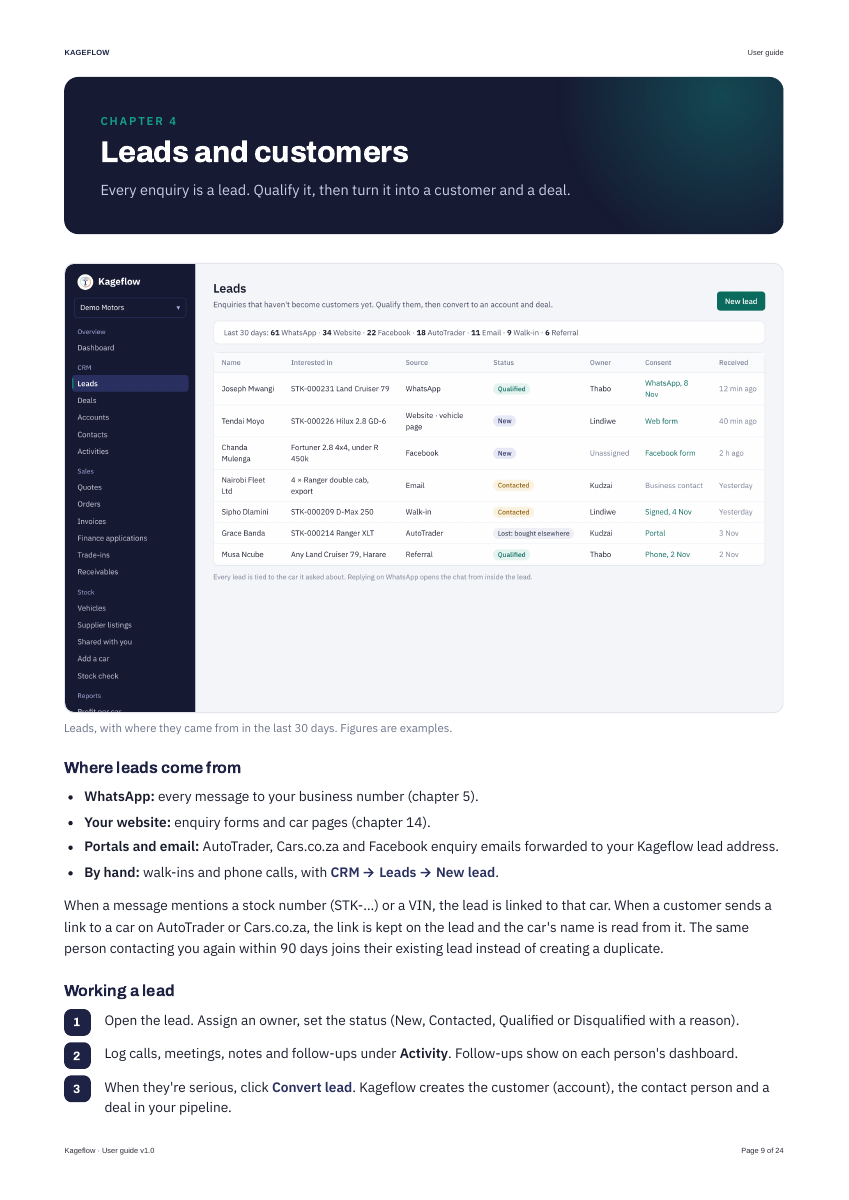 KAGEFLOW
User guide
CHAPTER 4
Leads and customers
Every enquiry is a lead. Qualify it, then turn it into a customer and a deal.
Kageflow
Demo Motors
Overview
Dashboard
CRM
Leads
Deals
Accounts
Contacts
Activities
Sales
Quotes
Orders
Invoices
Finance applications
Trade-ins
Receivables
Stock
Vehicles
Supplier listings
Shared with you
Add a car
Stock check
Reports
Profit per car
Leads
Enquiries that haven't become customers yet. Qualify them, then convert to an account and deal.
New lead
Last 30 days: 61 WhatsApp · 34 Website · 22 Facebook · 18 AutoTrader · 11 Email · 9 Walk-in · 6 Referral
Name Interested in Source Status Owner Consent Received
Joseph Mwangi STK-000231 Land Cruiser 79 WhatsApp Qualified Thabo WhatsApp, 8 Nov 12 min ago
Tendai Moyo STK-000226 Hilux 2.8 GD-6 Website · vehicle page New Lindiwe Web form 40 min ago
Chanda Mulenga Fortuner 2.8 4x4, under R 450k Facebook New Unassigned Facebook form 2 h ago
Nairobi Fleet Ltd 4 × Ranger double cab, export Email Contacted Kudzai Business contact Yesterday
Sipho Dlamini STK-000209 D-Max 250 Walk-in Contacted Lindiwe Signed, 4 Nov Yesterday
Grace Banda STK-000214 Ranger XLT AutoTrader Lost: bought elsewhere Kudzai Portal 3 Nov
Musa Ncube Any Land Cruiser 79, Harare Referral Qualified Thabo Phone, 2 Nov 2 Nov
Every lead is tied to the car it asked about. Replying on WhatsApp opens the chat from inside the lead.
Leads, with where they came from in the last 30 days. Figures are examples.
Where leads come from
• WhatsApp: every message to your business number (chapter 5).
• Your website: enquiry forms and car pages (chapter 14).
• Portals and email: AutoTrader, Cars.co.za and Facebook enquiry emails forwarded to your Kageflow lead address.
• By hand: walk-ins and phone calls, with CRM → Leads → New lead.
When a message mentions a stock number (STK-...) or a VIN, the lead is linked to that car. When a customer sends a
link to a car on AutoTrader or Cars.co.za, the link is kept on the lead and the car's name is read from it. The same
person contacting you again within 90 days joins their existing lead instead of creating a duplicate.
Working a lead
1 Open the lead. Assign an owner, set the status (New, Contacted, Qualified or Disqualified with a reason).
2 Log calls, meetings, notes and follow-ups under Activity. Follow-ups show on each person's dashboard.
3 When they're serious, click Convert lead. Kageflow creates the customer (account), the contact person and a
deal in your pipeline.
Kageflow · User guide v1.0
Page 9 of 24